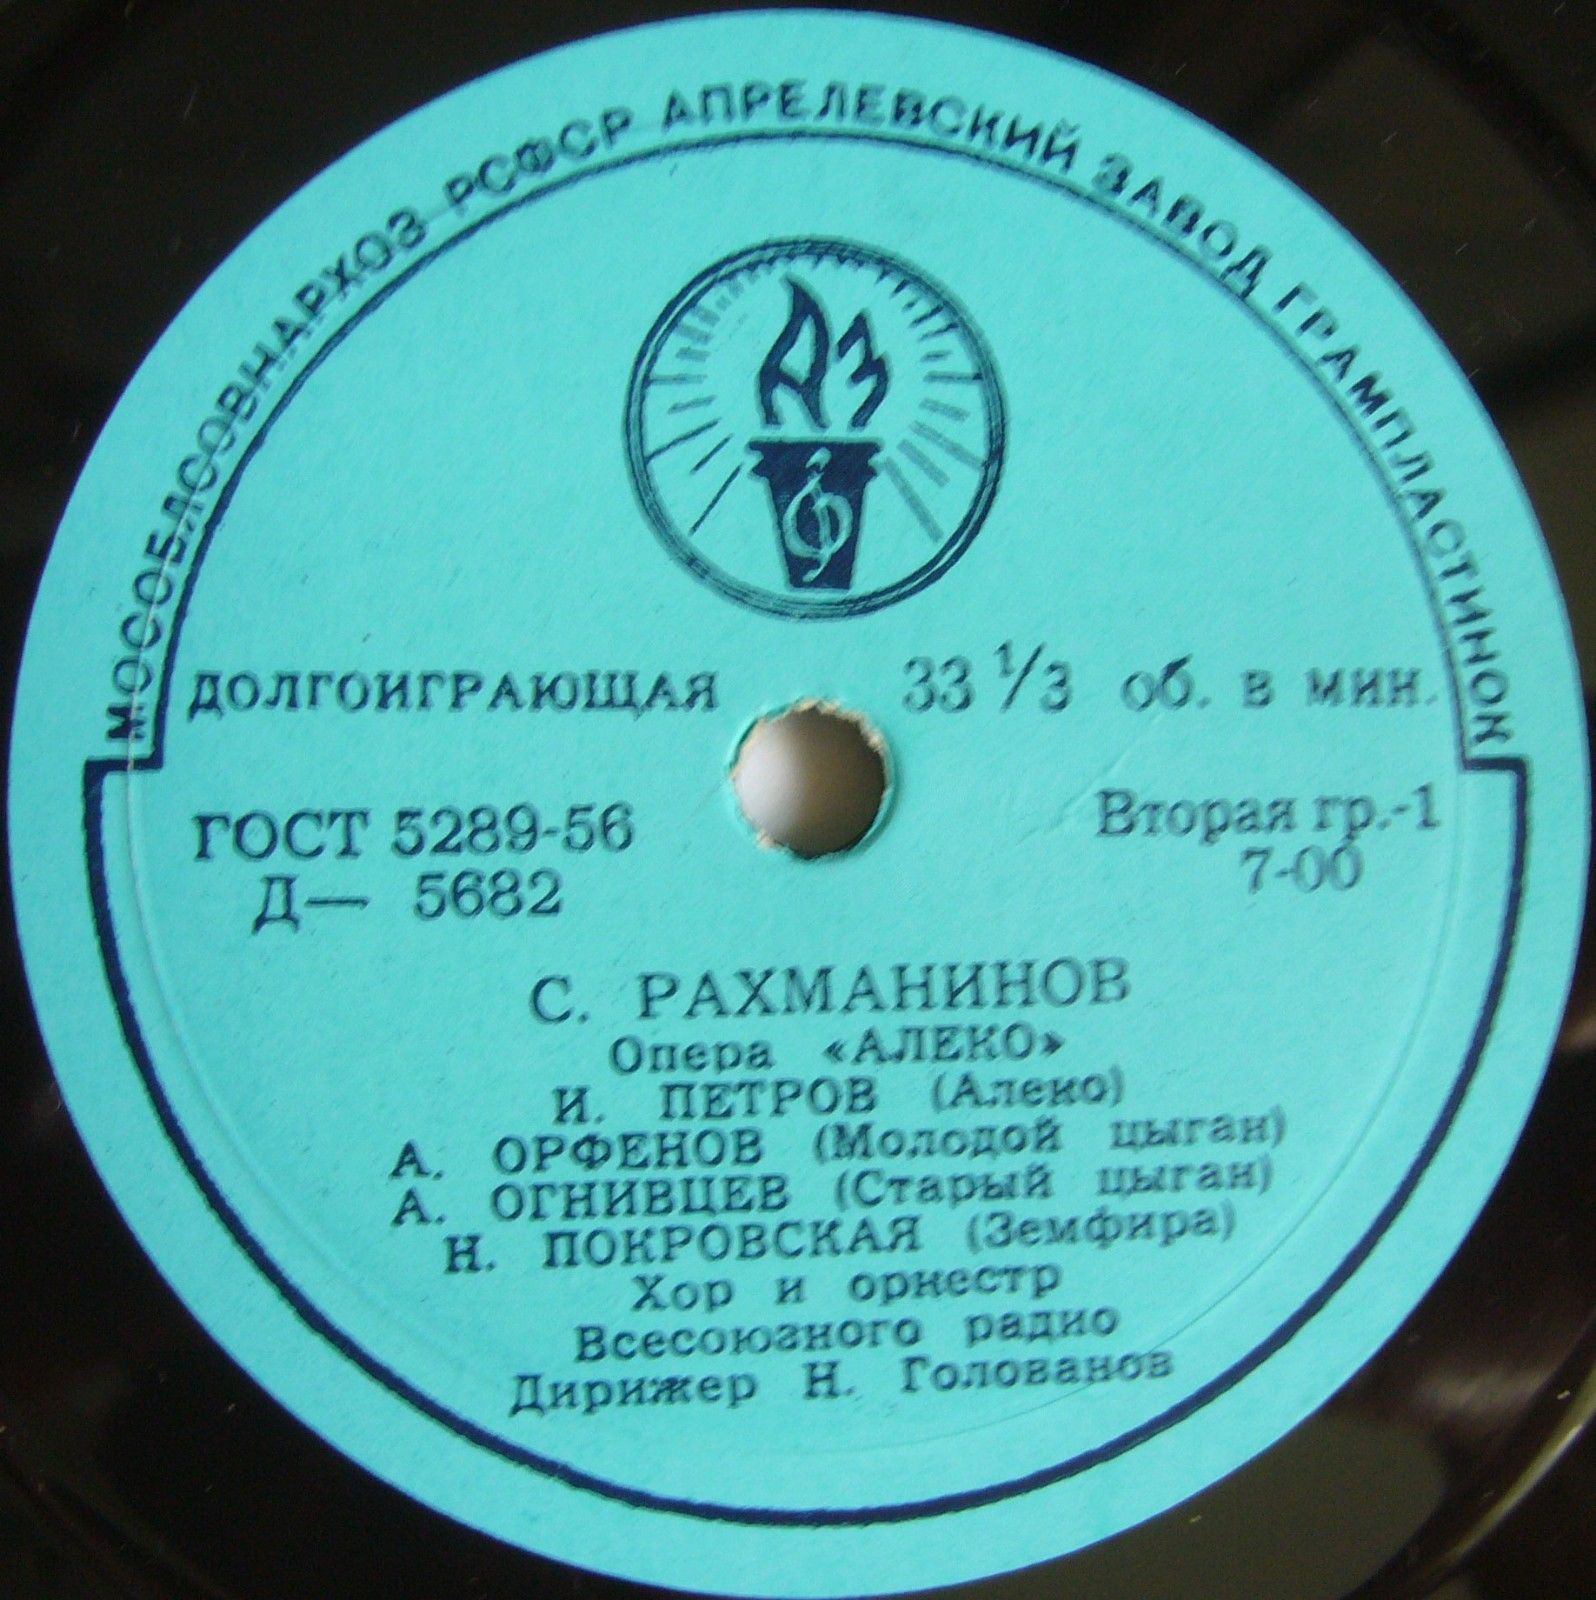 МОСОБЛСОВНАРХОЗ РСФСР АПРЕЛЕВСКИЙ ЗАВОД ГРАМПЛАСТИНОК
АЗ
ДОЛГОИГРАЮЩАЯ 33 1/3 об. в мин.
ГОСТ 5289-56 Вторая гр.-1
Д— 5682 7-00
С. РАХМАНИНОВ
Опера «АЛЕКО»
И. ПЕТРОВ (Алеко)
А. ОРФЕНОВ (Молодой цыган)
А. ОГНИВЦЕВ (Старый цыган)
Н. ПОКРОВСКАЯ (Земфира)
Хор и оркестр
Всесоюзного радио
Дирижер Н. Голованов